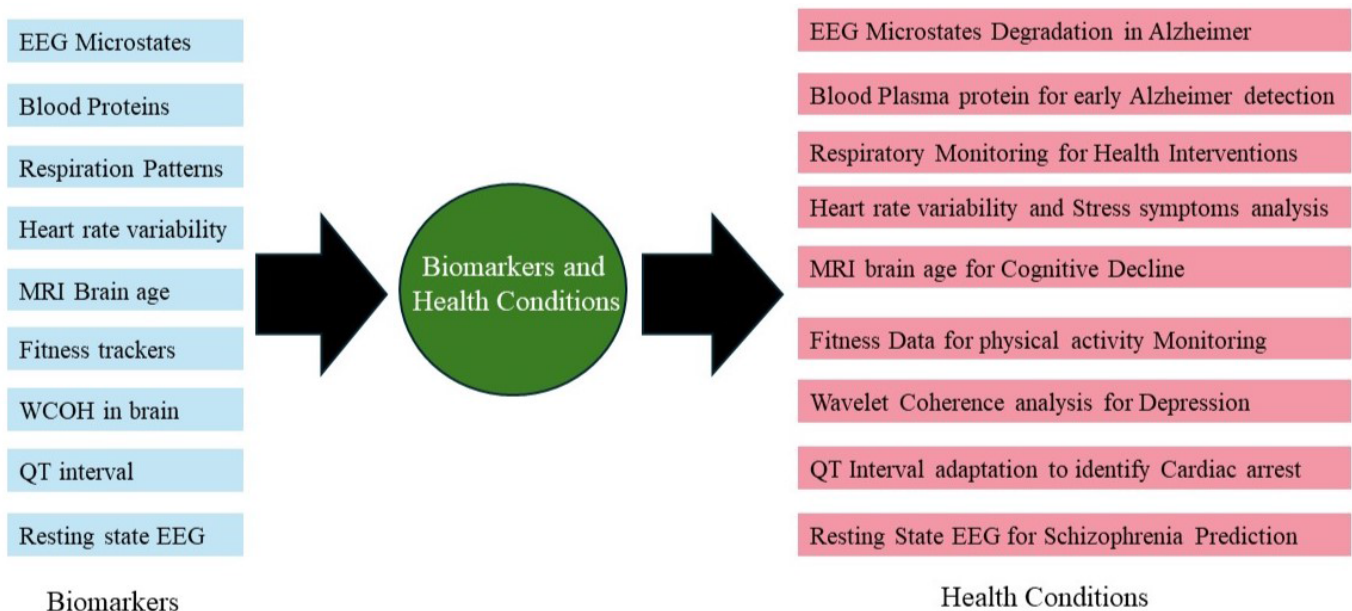 EEG Microstates
Blood Proteins
Respiration Patterns
Heart rate variability
MRI Brain age
Fitness trackers
WCOH in brain
QT interval
Resting state EEG
Biomarkers
Biomarkers and
Health Conditions
EEG Microstates Degradation in Alzheimer
Blood Plasma protein for early Alzheimer detection
Respiratory Monitoring for Health Interventions
Heart rate variability and Stress symptoms analysis
MRI brain age for Cognitive Decline
Fitness Data for physical activity Monitoring
Wavelet Coherence analysis for Depression
QT Interval adaptation to identify Cardiac arrest
Resting State EEG for Schizophrenia Prediction
Health Conditions